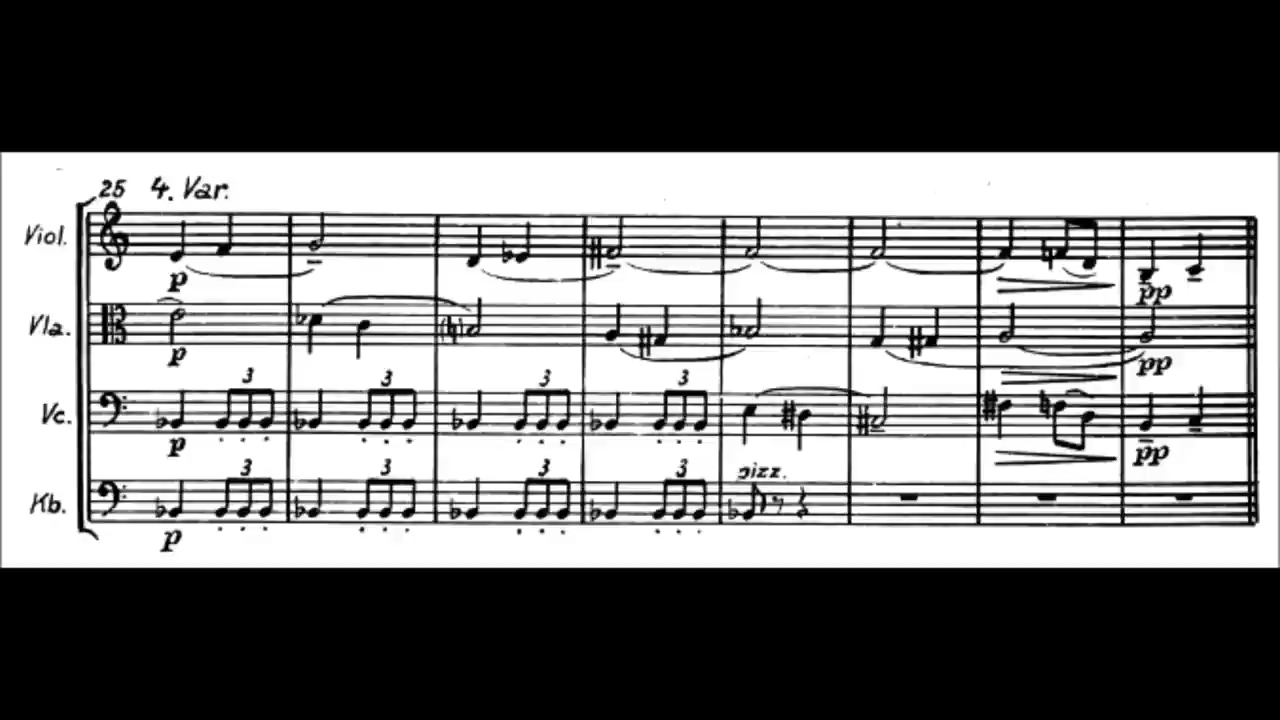 25 4. Var.
Viol.
p
pp
Vla.
p
pp
3 3 3 3
Vc.
p
pp
3 3 3 pizz. 3
Kb.
p